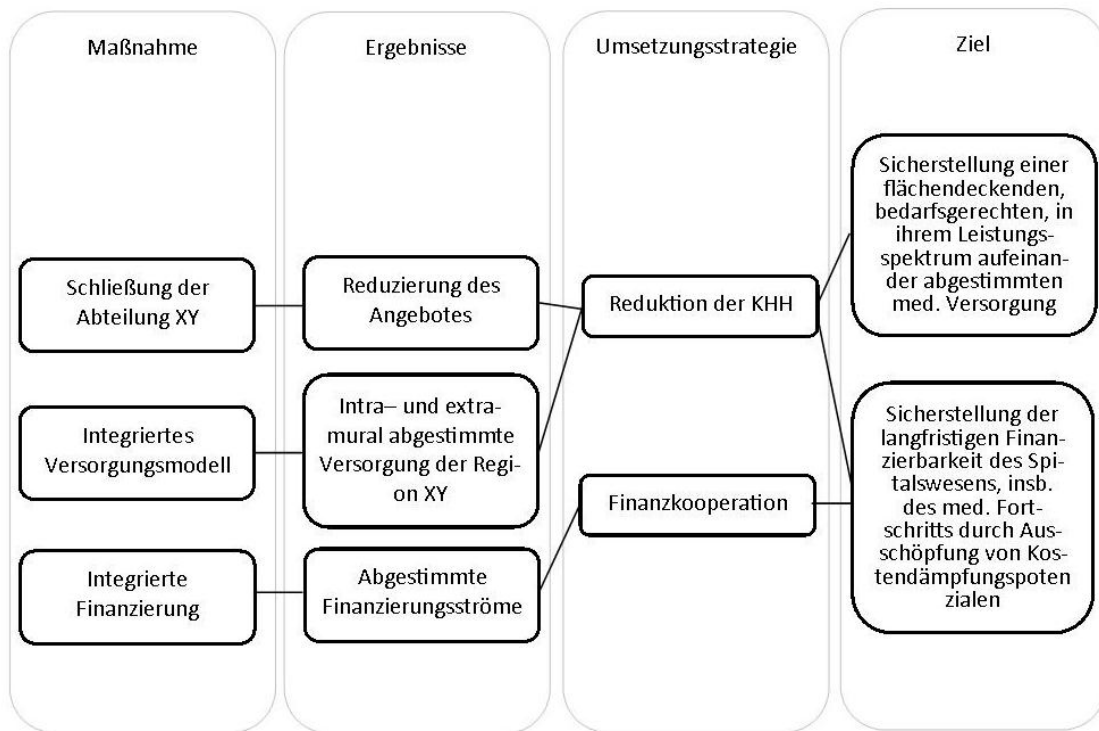 Maßnahme
Ergebnisse
Umsetzungsstrategie
Ziel
Schließung der
Abteilung XY
Integriertes
Versorgungsmodell
Integrierte
Finanzierung
Reduzierung des
Angebotes
Intra– und extra-
mural abgestimmte
Versorgung der Regi-
on XY
Abgestimmte
Finanzierungsströme
Reduktion der KHH
Finanzkooperation
Sicherstellung einer
flächendeckenden,
bedarfsgerechten, in
ihrem Leistungs-
spektrum aufeinan-
der abgestimmten
med. Versorgung
Sicherstellung der
langfristigen Finan-
zierbarkeit des Spi-
talswesens, insb.
des med. Fort-
schritts durch Aus-
schöpfung von Kos-
tendämpfungspoten
zialen